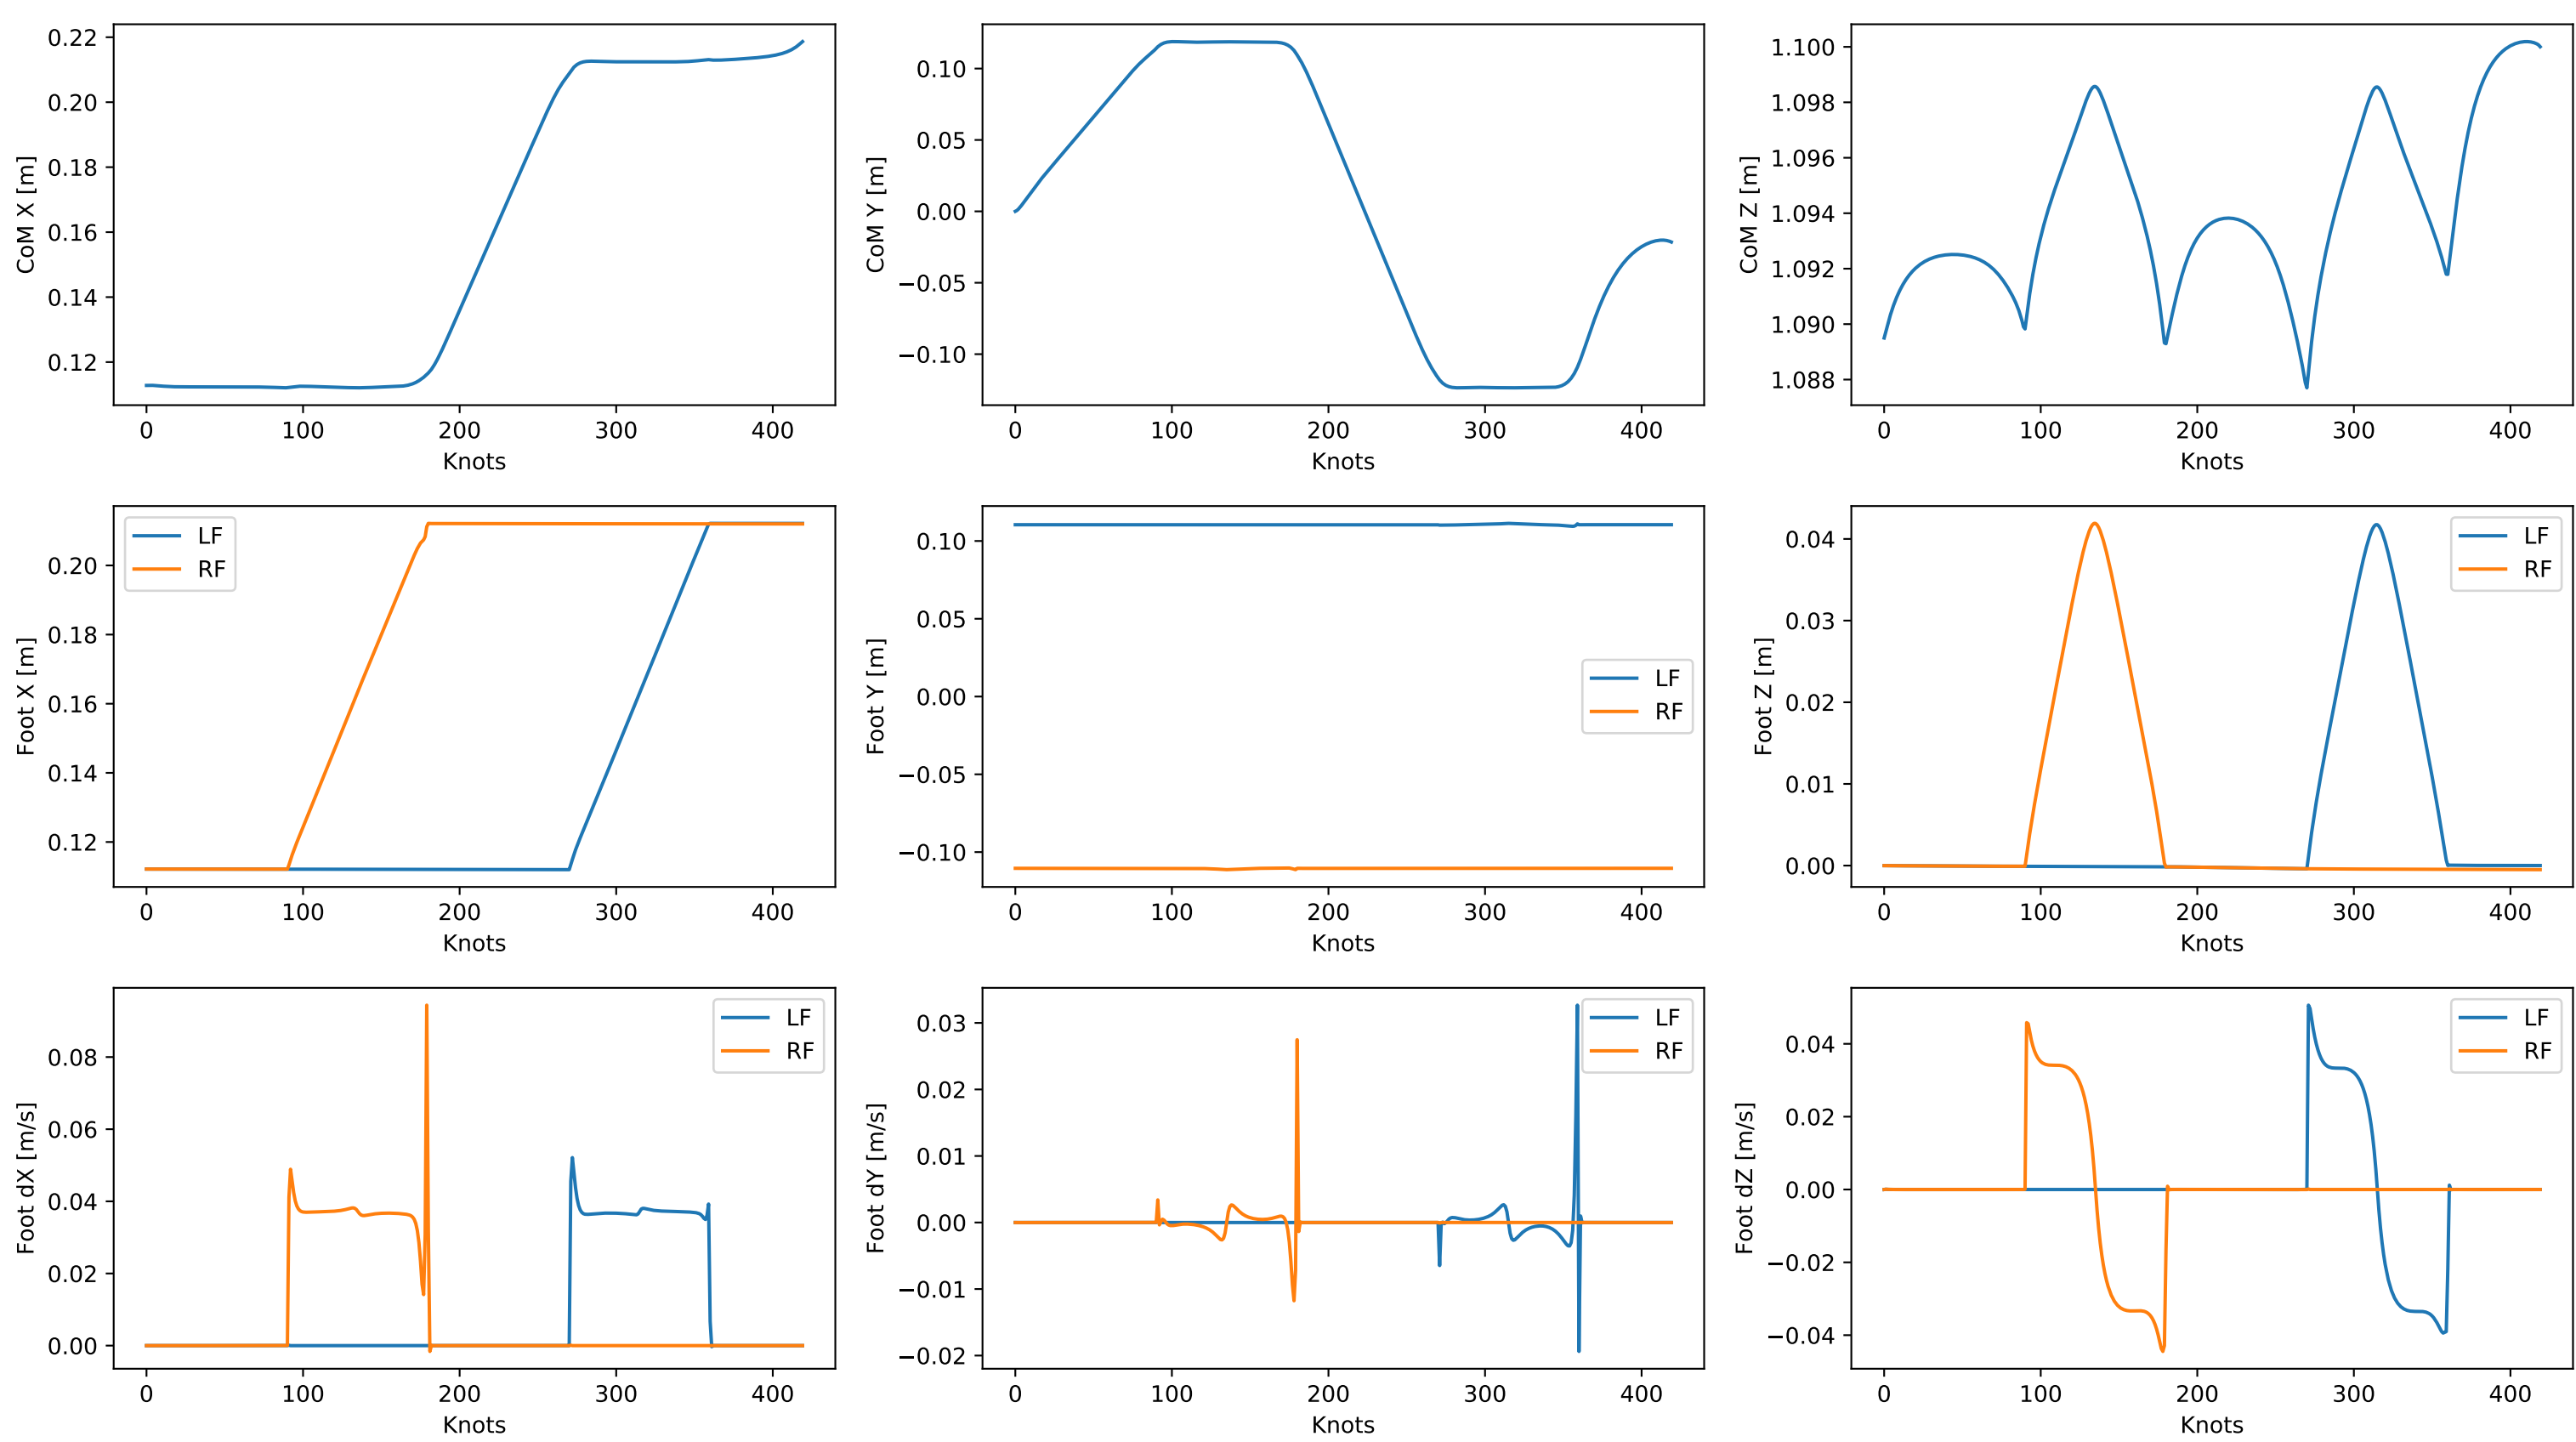 CoM X [m]
0.22
0.20
0.18
0.16
0.14
0.12
0 100 200 300 400
Knots
CoM Y [m]
0.10
0.05
0.00
−0.05
−0.10
0 100 200 300 400
Knots
CoM Z [m]
1.100
1.098
1.096
1.094
1.092
1.090
1.088
0 100 200 300 400
Knots
Foot X [m]
0.20
0.18
0.16
0.14
0.12
LF
RF
0 100 200 300 400
Knots
Foot Y [m]
0.10
0.05
0.00
−0.05
−0.10
LF
RF
0 100 200 300 400
Knots
Foot Z [m]
0.04
0.03
0.02
0.01
0.00
LF
RF
0 100 200 300 400
Knots
Foot dX [m/s]
0.08
0.06
0.04
0.02
0.00
LF
RF
0 100 200 300 400
Knots
Foot dY [m/s]
0.03
0.02
0.01
0.00
−0.01
−0.02
LF
RF
0 100 200 300 400
Knots
Foot dZ [m/s]
0.04
0.02
0.00
−0.02
−0.04
LF
RF
0 100 200 300 400
Knots